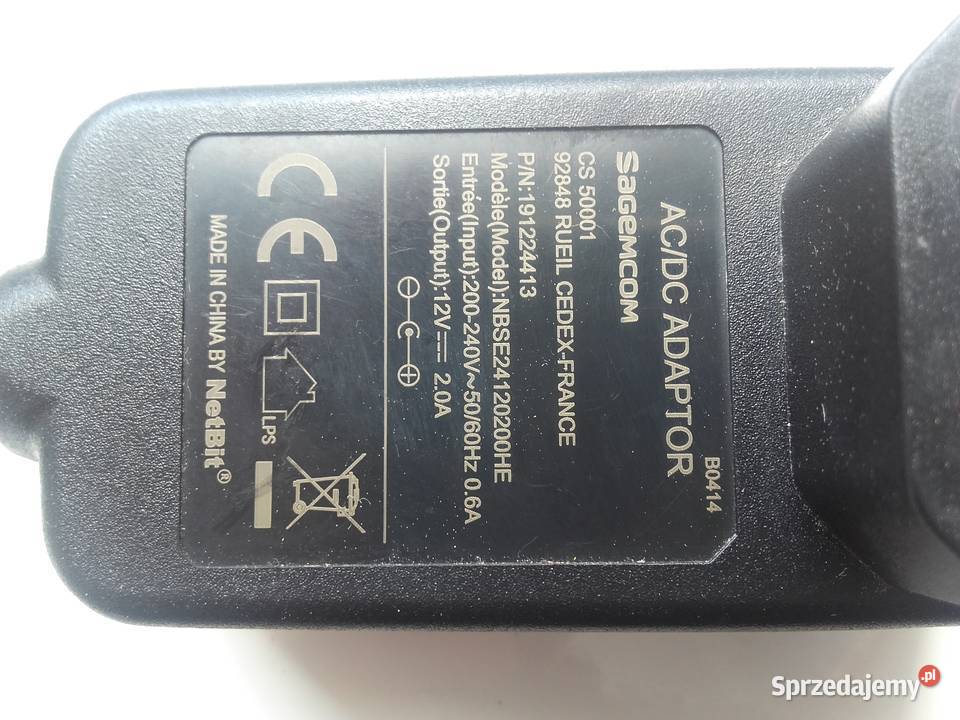 B0414
AC/DC ADAPTOR
SAGEMCOM
CS 50001
92848 RUEIL CEDEX-FRANCE
P/N:191224413
Modèle(Model):NBSE24120200HE
Entrée(Input):200-240V~50/60Hz 0.6A
Sortie(Output):12V⎓ 2.0A
CE
LPS
MADE IN CHINA BY NetBit®
Sprzedajemy.pl